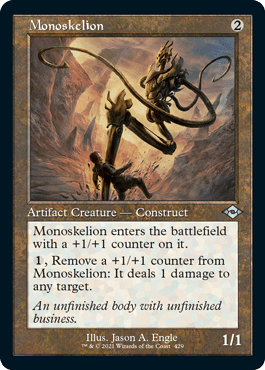 Monoskelion 2
Artifact Creature — Construct
Monoskelion enters the battlefield
with a +1/+1 counter on it.
1, Remove a +1/+1 counter from
Monoskelion: It deals 1 damage to
any target.
An unfinished body with unfinished
business.
Illus. Jason A. Engle
™ & © 2021 Wizards of the Coast 429
1/1